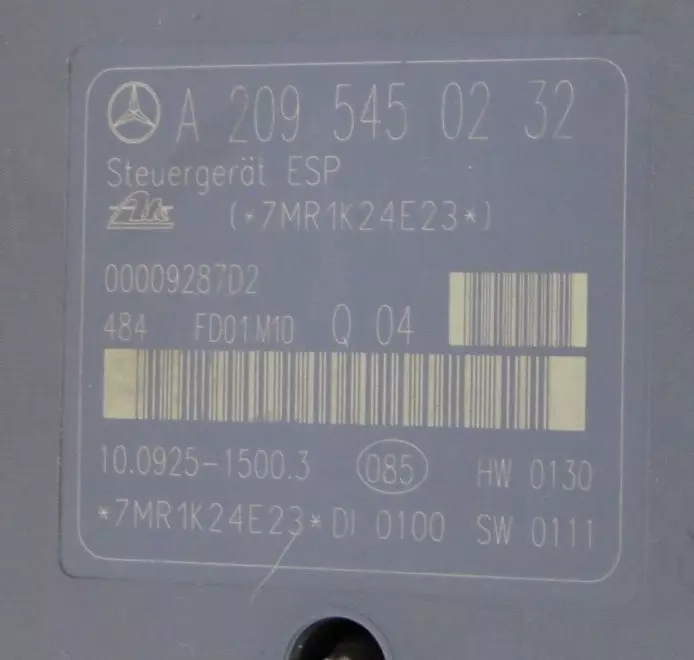 A 209 545 02 32
Steuergerät ESP
Ate (*7MR1K24E23*)
00009287D2
484 FD01M10 Q 04
10.0925-1500.3 085 HW 0130
*7MR1K24E23* DI 0100 SW 0111